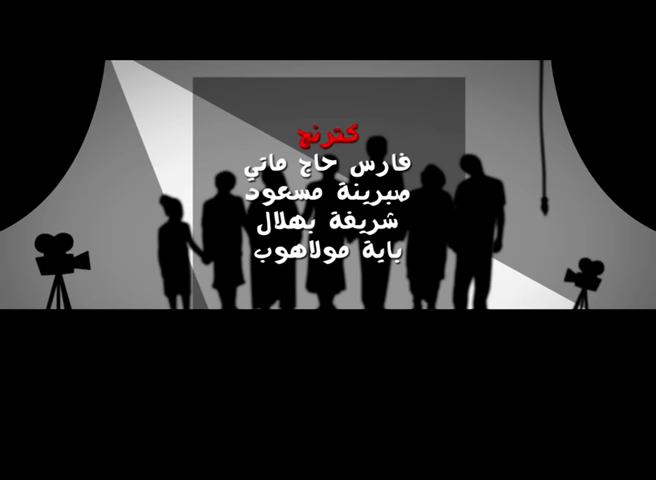 كترنج
فارس حاج ماتي
صبرينة مسعود
شريفة بهلال
باية مولاهوب